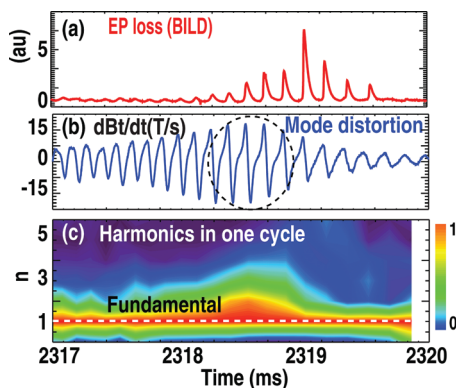 (a) EP loss (BILD)
(au)
5
0
(b) dBt/dt(T/s) Mode distortion
15
0
-15
(c) Harmonics in one cycle
n
5
3
1
Fundamental
1
0
2317 2318 2319 2320
Time (ms)